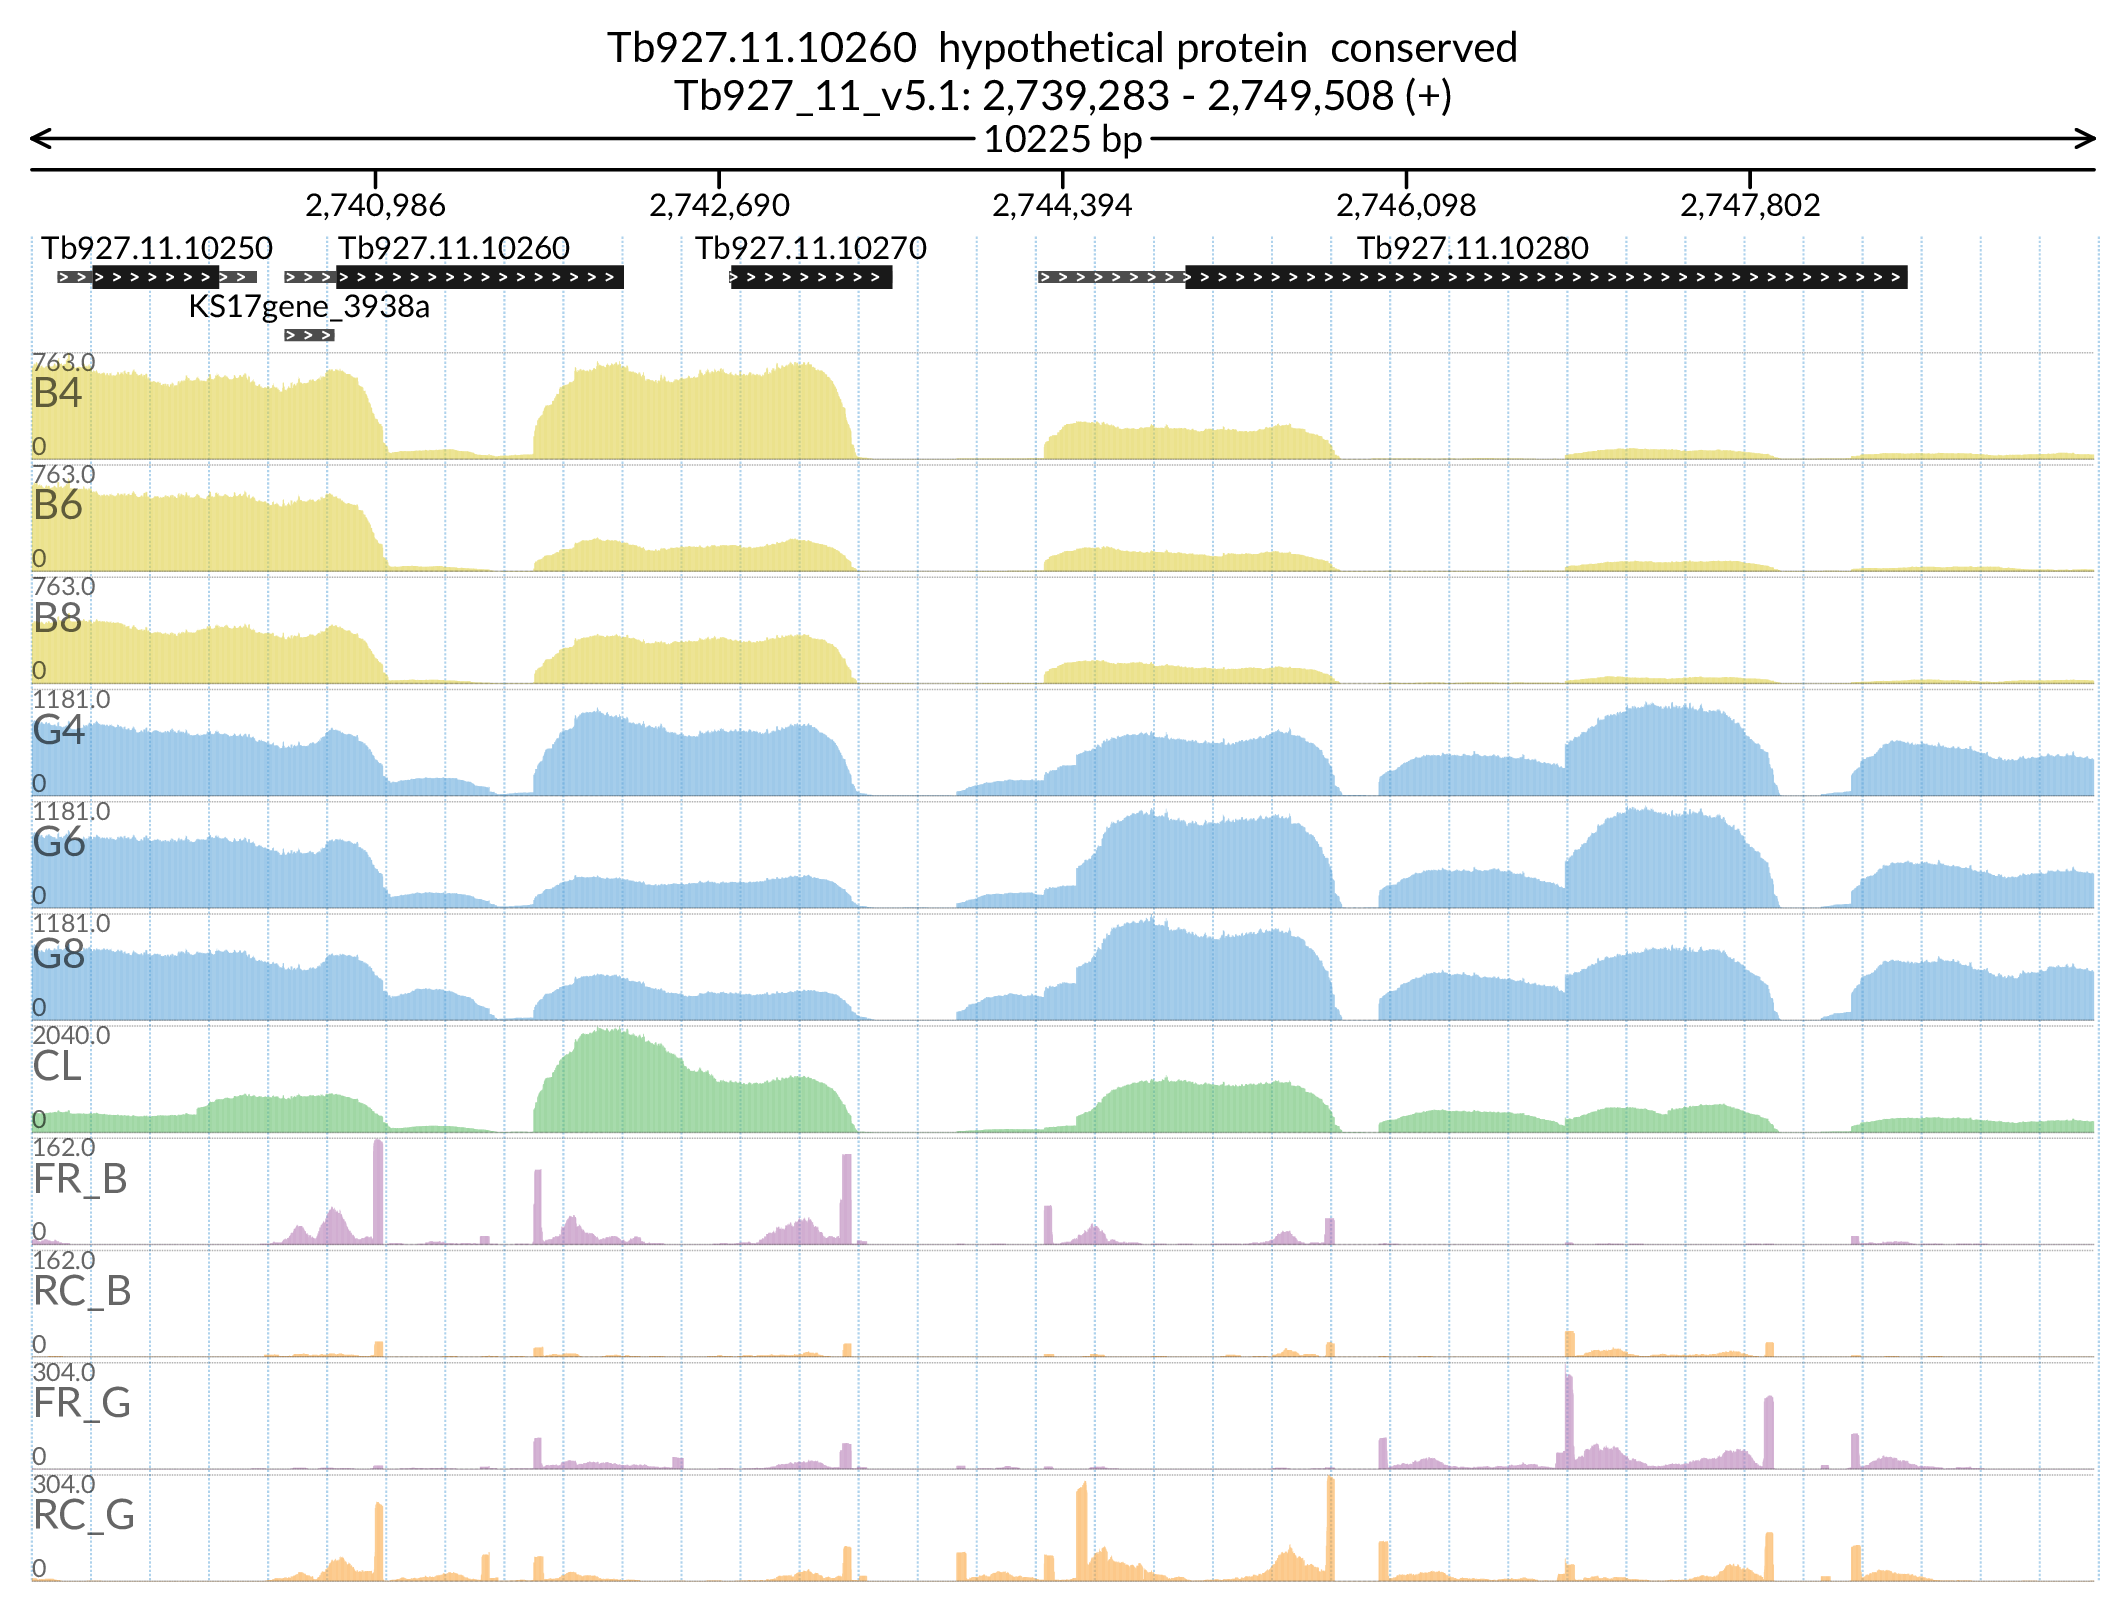 Tb927.11.10260 hypothetical protein conserved
Tb927_11_v5.1: 2,739,283 - 2,749,508 (+)
10225 bp
2,740,986 2,742,690 2,744,394 2,746,098 2,747,802
Tb927.11.10250 Tb927.11.10260 Tb927.11.10270 Tb927.11.10280
KS17gene_3938a
763.0
B4
0
763.0
B6
0
763.0
B8
0
1181.0
G4
0
1181.0
G6
0
1181.0
G8
0
2040.0
CL
0
162.0
FR_B
0
162.0
RC_B
0
304.0
FR_G
0
304.0
RC_G
0